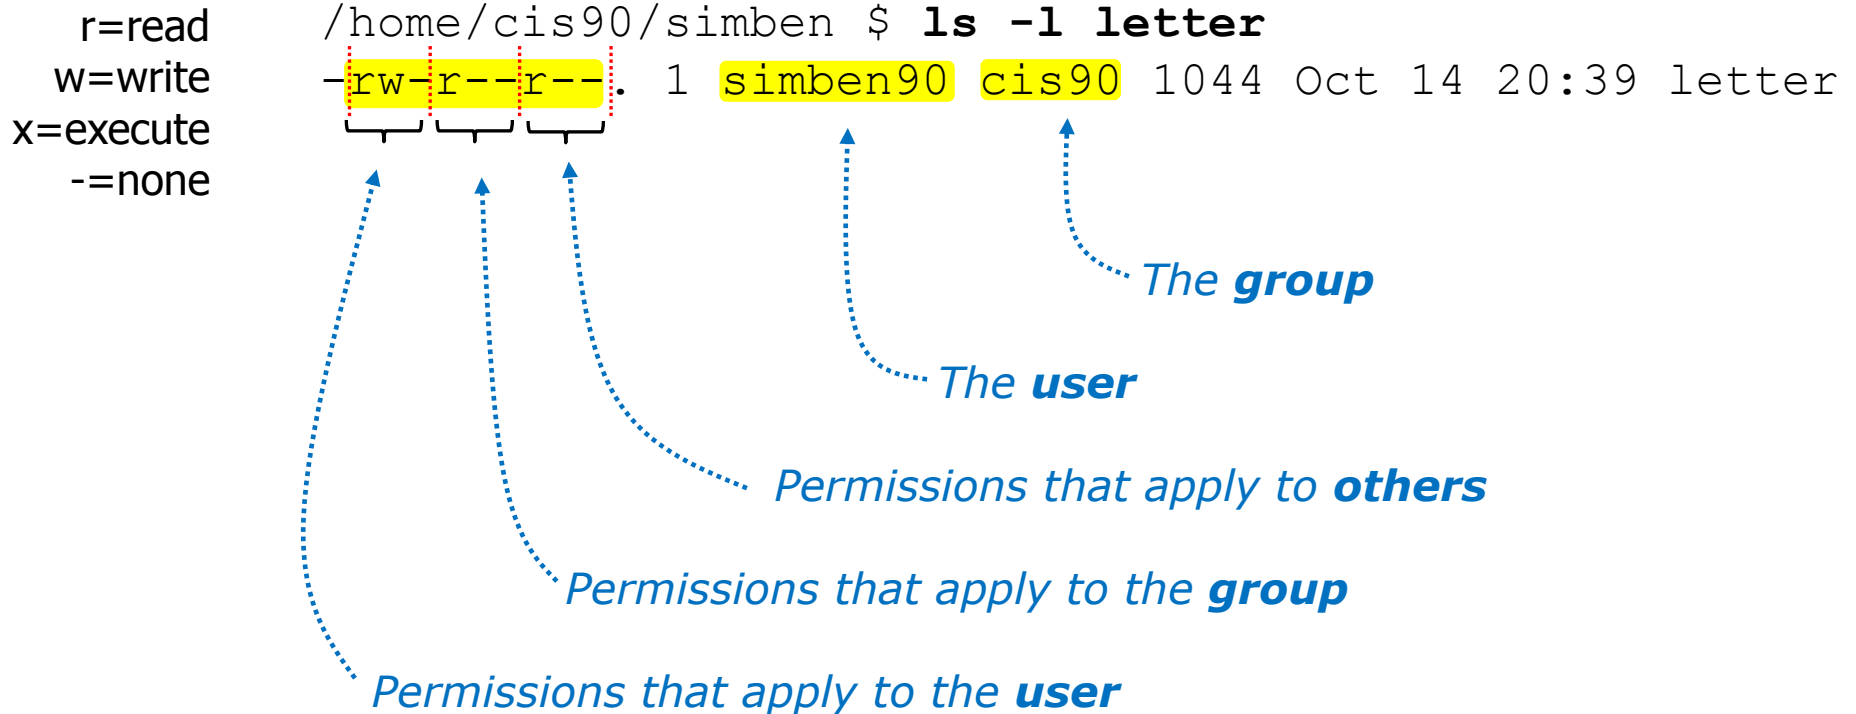 r=read
w=write
x=execute
-=none
/home/cis90/simben $ ls -l letter
-rw-r--r--. 1 simben90 cis90 1044 Oct 14 20:39 letter
The group
The user
Permissions that apply to others
Permissions that apply to the group
Permissions that apply to the user